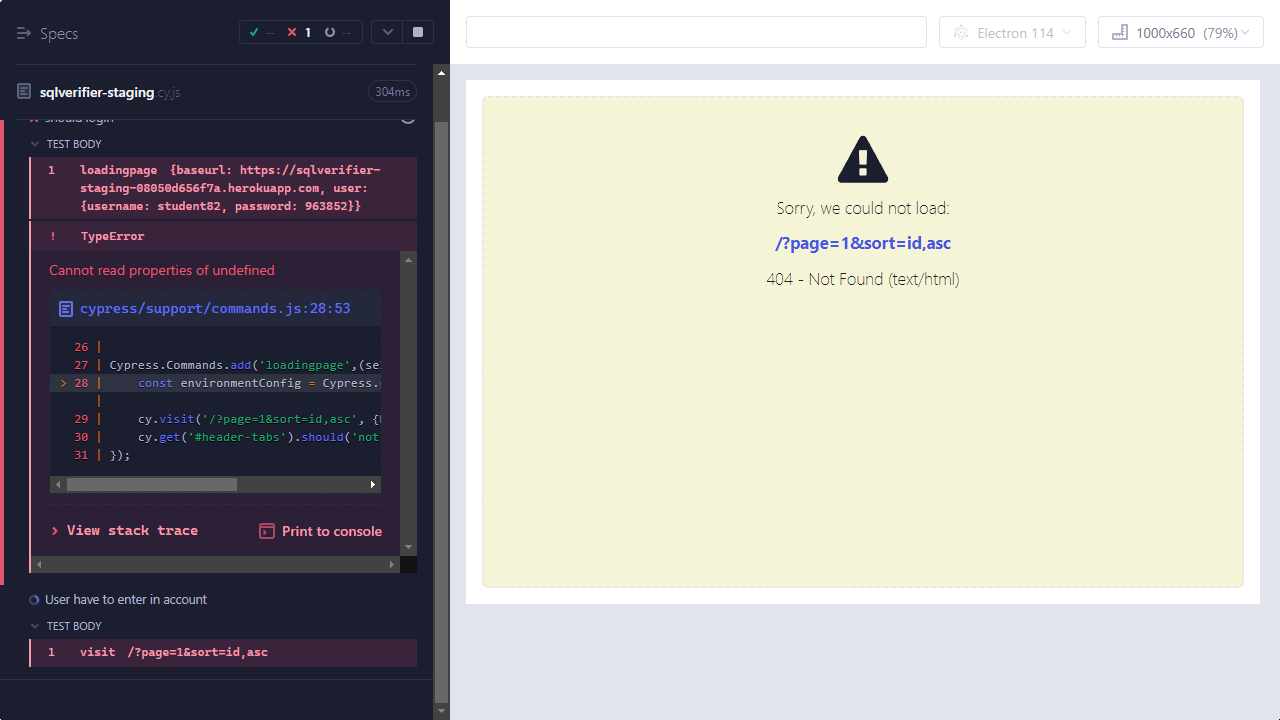 Specs
-- 1 --
Electron 114
1000x660 (79%)
sqlverifier-staging.cy.js
304ms
should login
TEST BODY
1 loadingpage {baseurl: https://sqlverifier-
staging-08050d656f7a.herokuapp.com, user:
{username: student82, password: 963852}}
! TypeError
Cannot read properties of undefined
cypress/support/commands.js:28:53
26 |
27 | Cypress.Commands.add('loadingpage',(se
> 28 | const environmentConfig = Cypress.
|
29 | cy.visit('/?page=1&sort=id,asc', {
30 | cy.get('#header-tabs').should('not
31 | });
> View stack trace
Print to console
User have to enter in account
TEST BODY
1 visit /?page=1&sort=id,asc
Sorry, we could not load:
/?page=1&sort=id,asc
404 - Not Found (text/html)